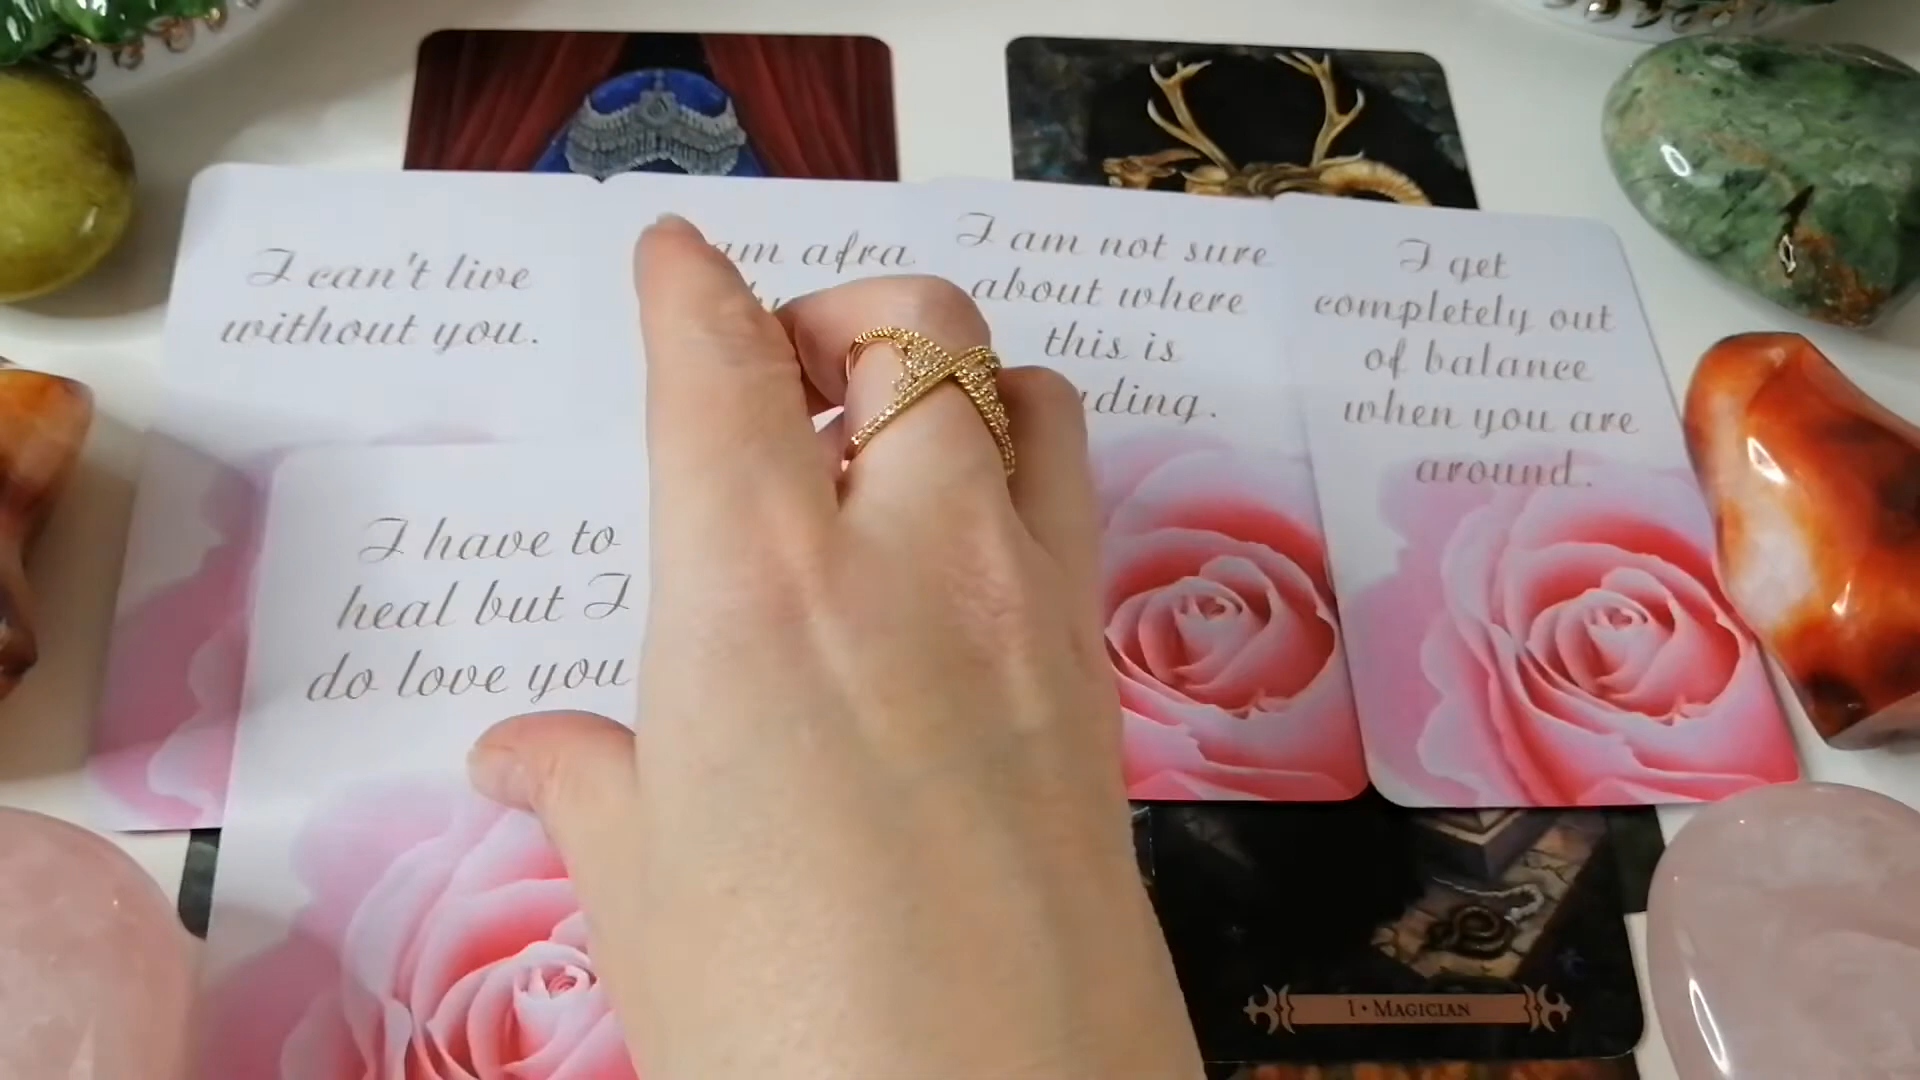 I can't live
without you.
am
I am not sure
about where
this is
I get
completely out
of balance
when you are
around.
I have to
heal but I
do love you
I • MAGICIAN